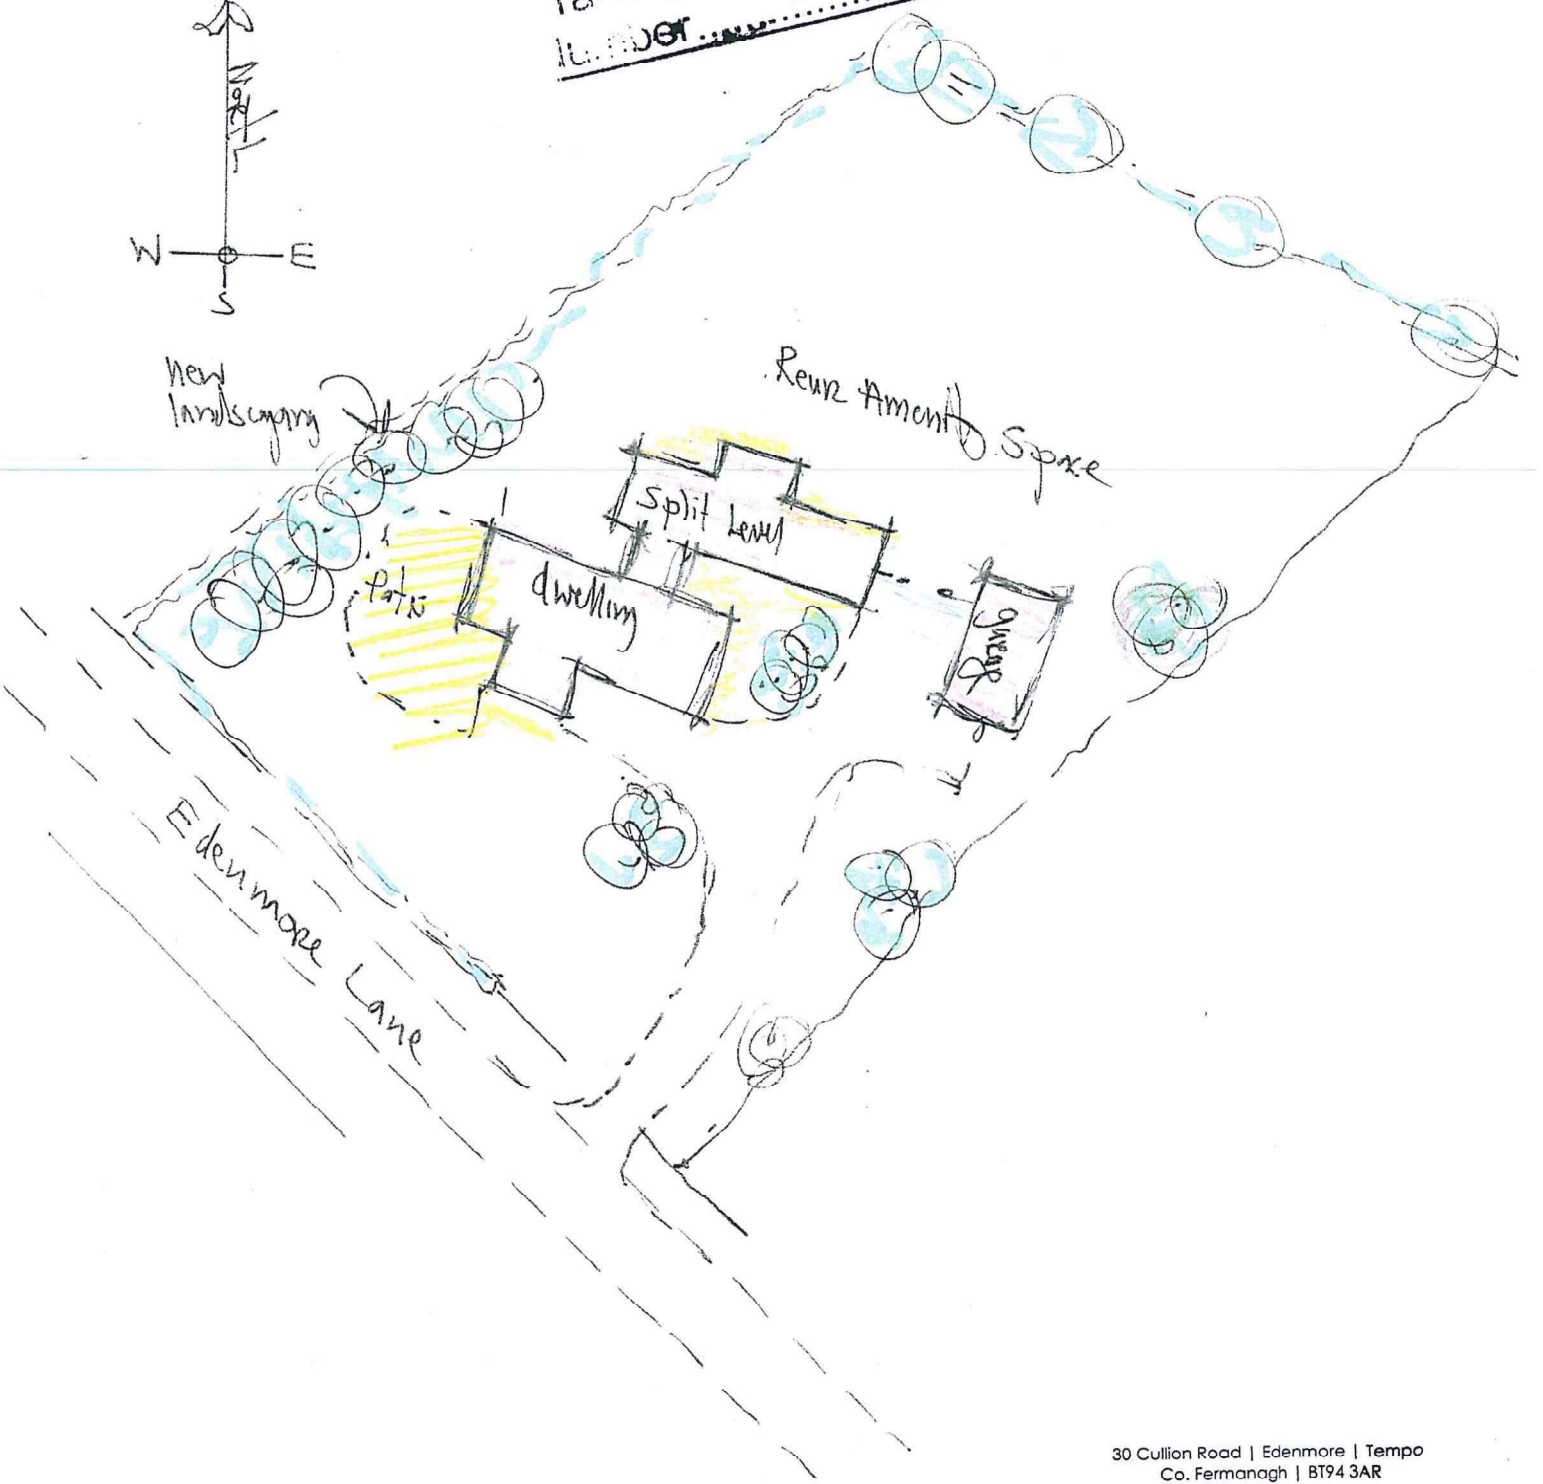 North
W E
S
new
landscaping
Rear Amenity Space
Split Level
dwelling
Patio
garage
Edenmore Lane
30 Cullion Road | Edenmore | Tempo
Co. Fermanagh | BT94 3AR